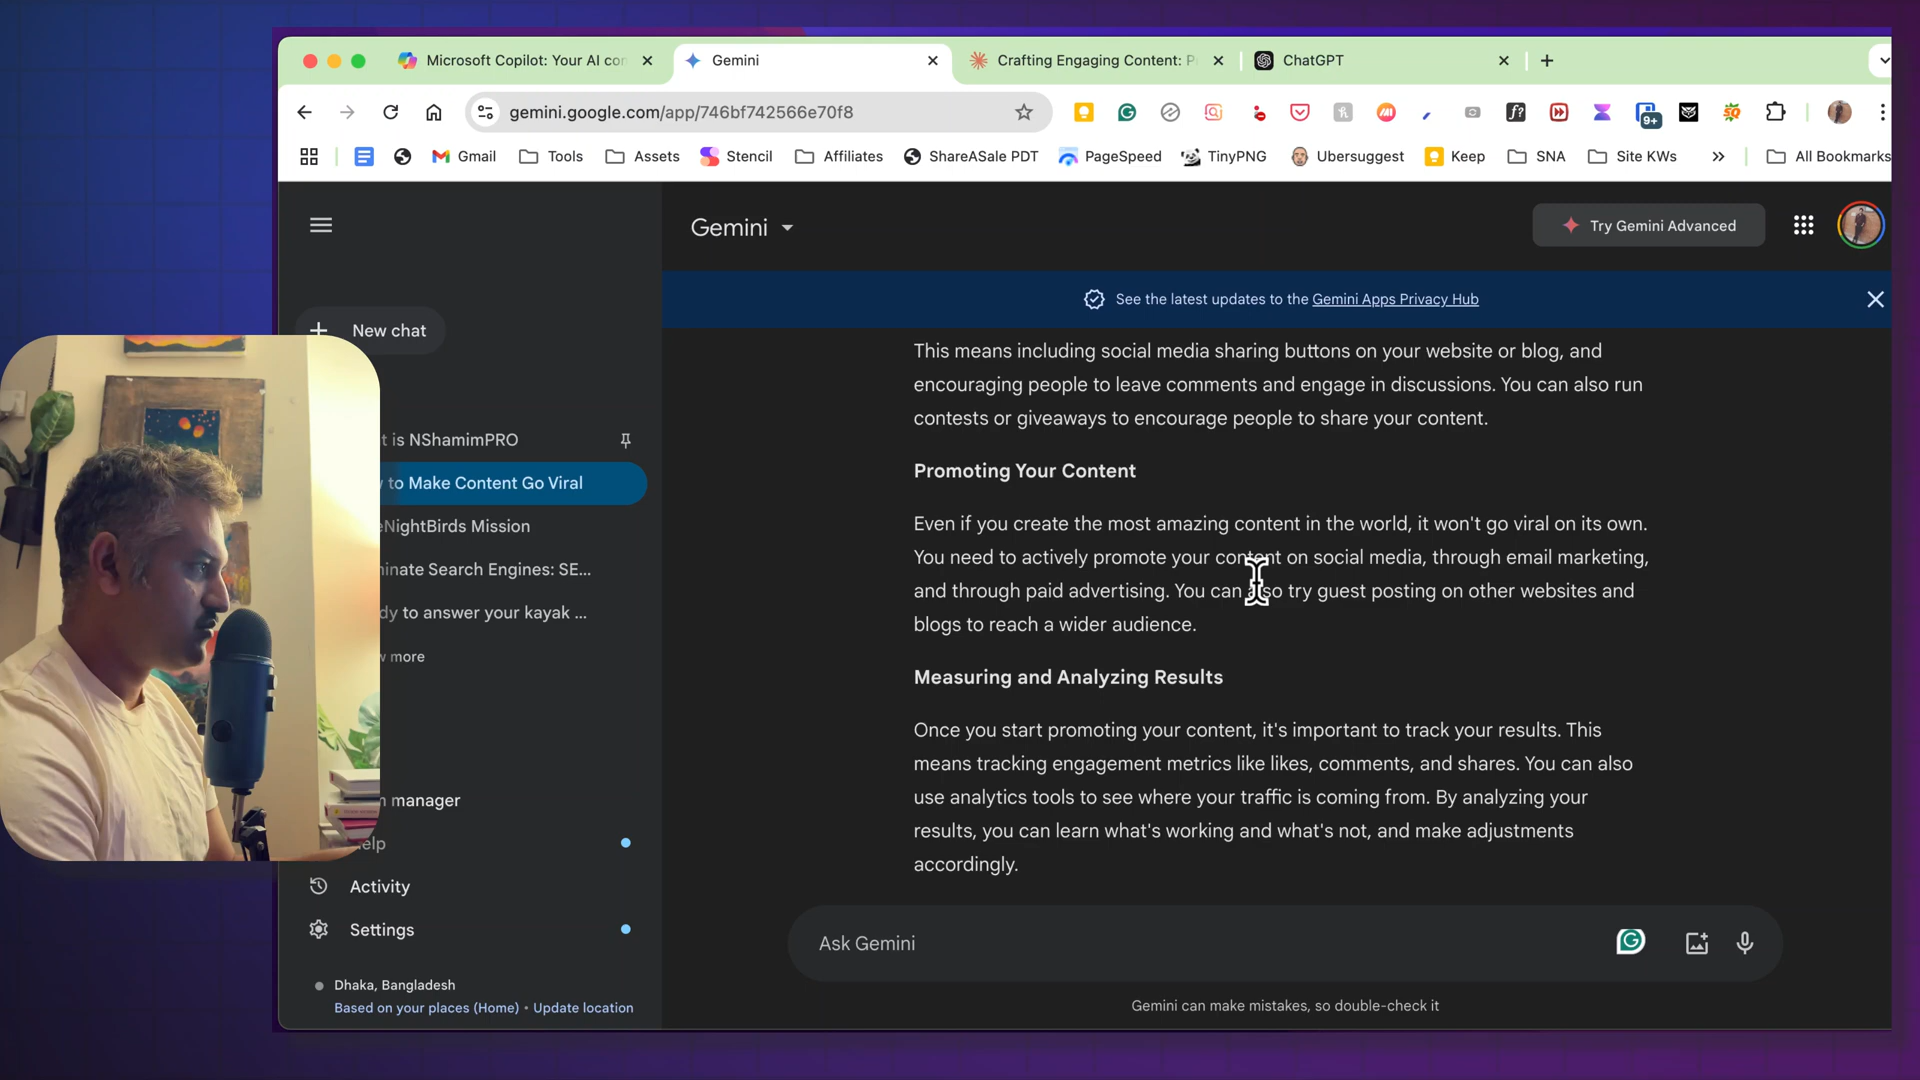 Microsoft Copilot: Your AI cor
Gemini
Crafting Engaging Content: P
ChatGPT
gemini.google.com/app/746bf742566e70f8
9+
Gmail
Tools
Assets
Stencil
Affiliates
ShareASale PDT
PageSpeed
TinyPNG
Ubersuggest
Keep
SNA
Site KWs
All Bookmarks
Gemini
Try Gemini Advanced
See the latest updates to the Gemini Apps Privacy Hub
New chat
t is NShamimPRO
to Make Content Go Viral
eNightBirds Mission
inate Search Engines: SE...
dy to answer your kayak ...
w more
m manager
elp
Activity
Settings
Dhaka, Bangladesh
Based on your places (Home) • Update location
This means including social media sharing buttons on your website or blog, and
encouraging people to leave comments and engage in discussions. You can also run
contests or giveaways to encourage people to share your content.
Promoting Your Content
Even if you create the most amazing content in the world, it won't go viral on its own.
You need to actively promote your content on social media, through email marketing,
and through paid advertising. You can also try guest posting on other websites and
blogs to reach a wider audience.
Measuring and Analyzing Results
Once you start promoting your content, it's important to track your results. This
means tracking engagement metrics like likes, comments, and shares. You can also
use analytics tools to see where your traffic is coming from. By analyzing your
results, you can learn what's working and what's not, and make adjustments
accordingly.
Ask Gemini
Gemini can make mistakes, so double-check it